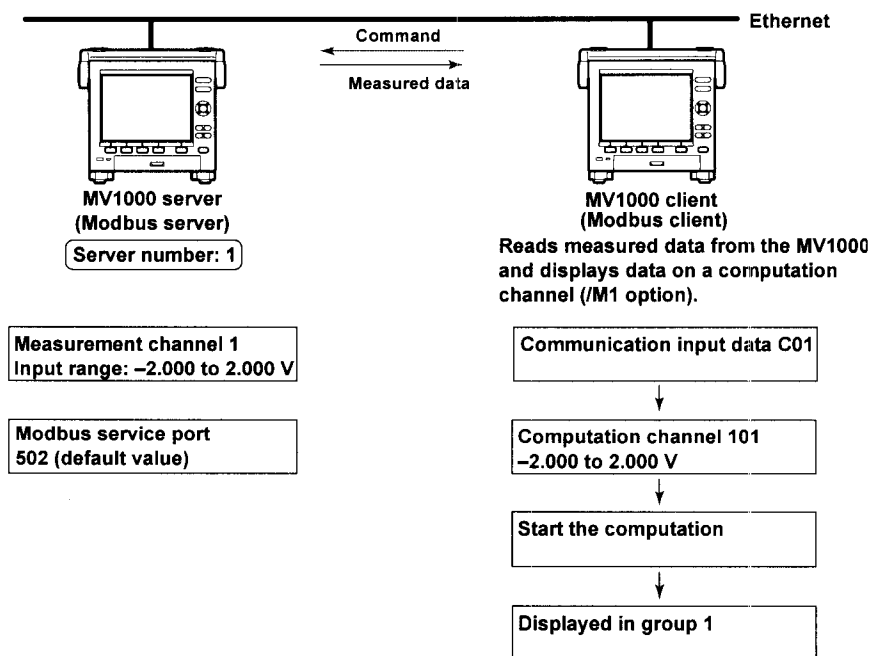 Ethernet
Command
Measured data
MV1000 server
(Modbus server)
Server number: 1
MV1000 client
(Modbus client)
Reads measured data from the MV1000
and displays data on a computation
channel (/M1 option).
Measurement channel 1
Input range: –2.000 to 2.000 V
Modbus service port
502 (default value)
Communication input data C01
Computation channel 101
–2.000 to 2.000 V
Start the computation
Displayed in group 1